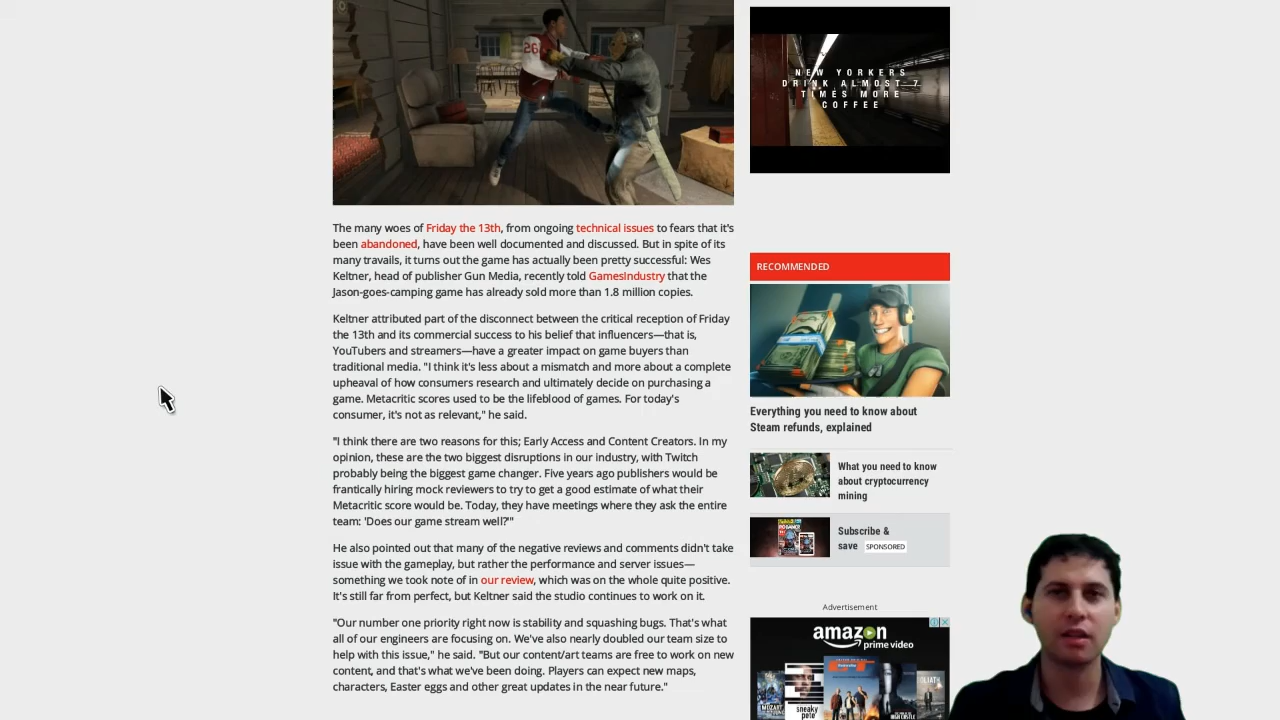 26
NEW YORKERS
DRINK ALMOST 7
TIMES MORE
COFFEE
The many woes of Friday the 13th, from ongoing technical issues to fears that it's
been abandoned, have been well documented and discussed. But in spite of its
many travails, it turns out the game has actually been pretty successful: Wes
Keltner, head of publisher Gun Media, recently told GamesIndustry that the
Jason-goes-camping game has already sold more than 1.8 million copies.
Keltner attributed part of the disconnect between the critical reception of Friday
the 13th and its commercial success to his belief that influencers—that is,
YouTubers and streamers—have a greater impact on game buyers than
traditional media. "I think it's less about a mismatch and more about a complete
upheaval of how consumers research and ultimately decide on purchasing a
game. Metacritic scores used to be the lifeblood of games. For today's
consumer, it's not as relevant," he said.
"I think there are two reasons for this; Early Access and Content Creators. In my
opinion, these are the two biggest disruptions in our industry, with Twitch
probably being the biggest game changer. Five years ago publishers would be
frantically hiring mock reviewers to try to get a good estimate of what their
Metacritic score would be. Today, they have meetings where they ask the entire
team: 'Does our game stream well?'"
He also pointed out that many of the negative reviews and comments didn't take
issue with the gameplay, but rather the performance and server issues—
something we took note of in our review, which was on the whole quite positive.
It's still far from perfect, but Keltner said the studio continues to work on it.
"Our number one priority right now is stability and squashing bugs. That's what
all of our engineers are focusing on. We've also nearly doubled our team size to
help with this issue," he said. "But our content/art teams are free to work on new
content, and that's what we've been doing. Players can expect new maps,
characters, Easter eggs and other great updates in the near future."
RECOMMENDED
Everything you need to know about
Steam refunds, explained
What you need to know
about cryptocurrency
mining
Subscribe &
save SPONSORED
Advertisement
amazon
prime video
sneaky
pete
GOLIATH